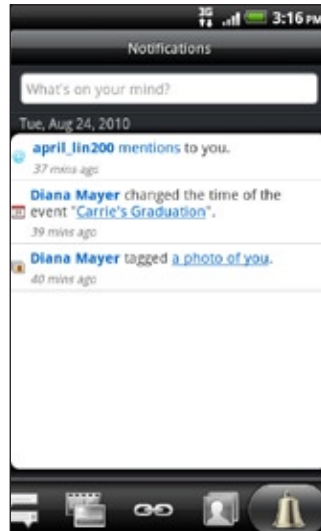 3G 3:16 PM
Notifications
What's on your mind?
Tue, Aug 24, 2010
april_lin200 mentions to you.
37 mins ago
Diana Mayer changed the time of the
event "Carrie's Graduation".
39 mins ago
Diana Mayer tagged a photo of you.
40 mins ago